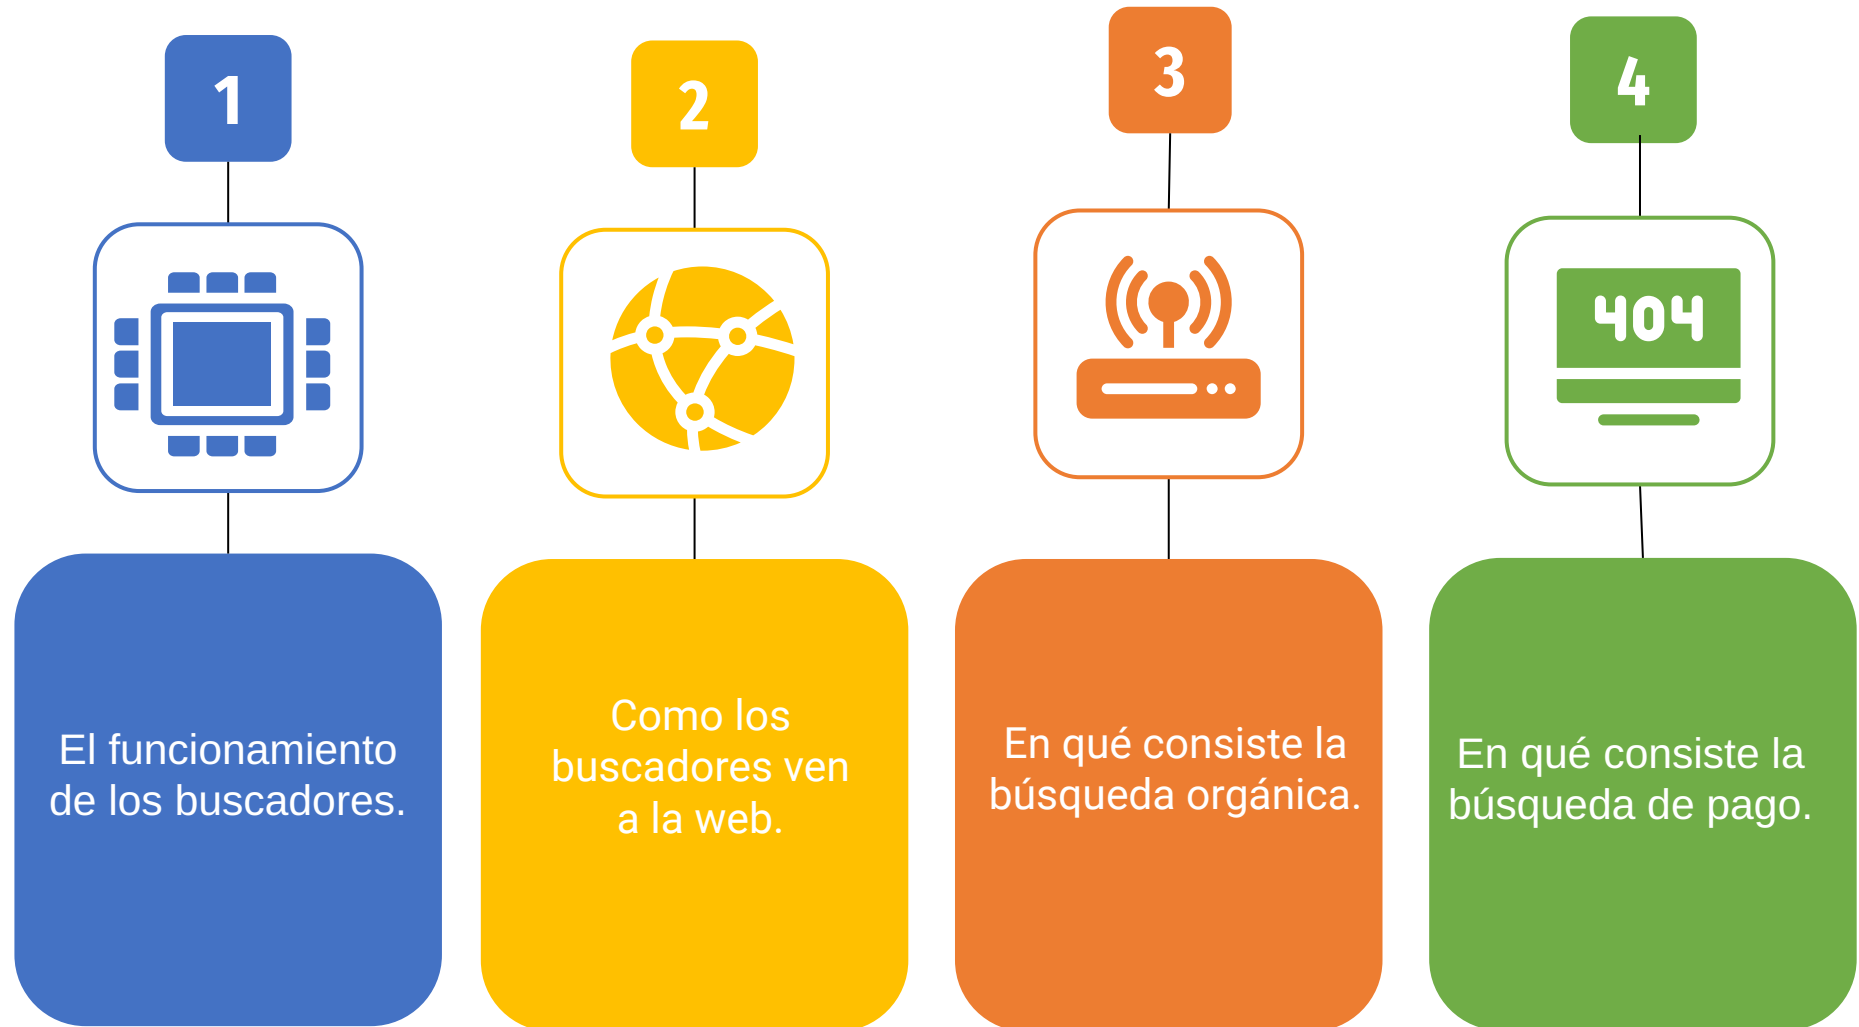 1
El funcionamiento
de los buscadores.
2
Como los
buscadores ven
a la web.
3
En qué consiste la
búsqueda orgánica.
4
404
En qué consiste la
búsqueda de pago.